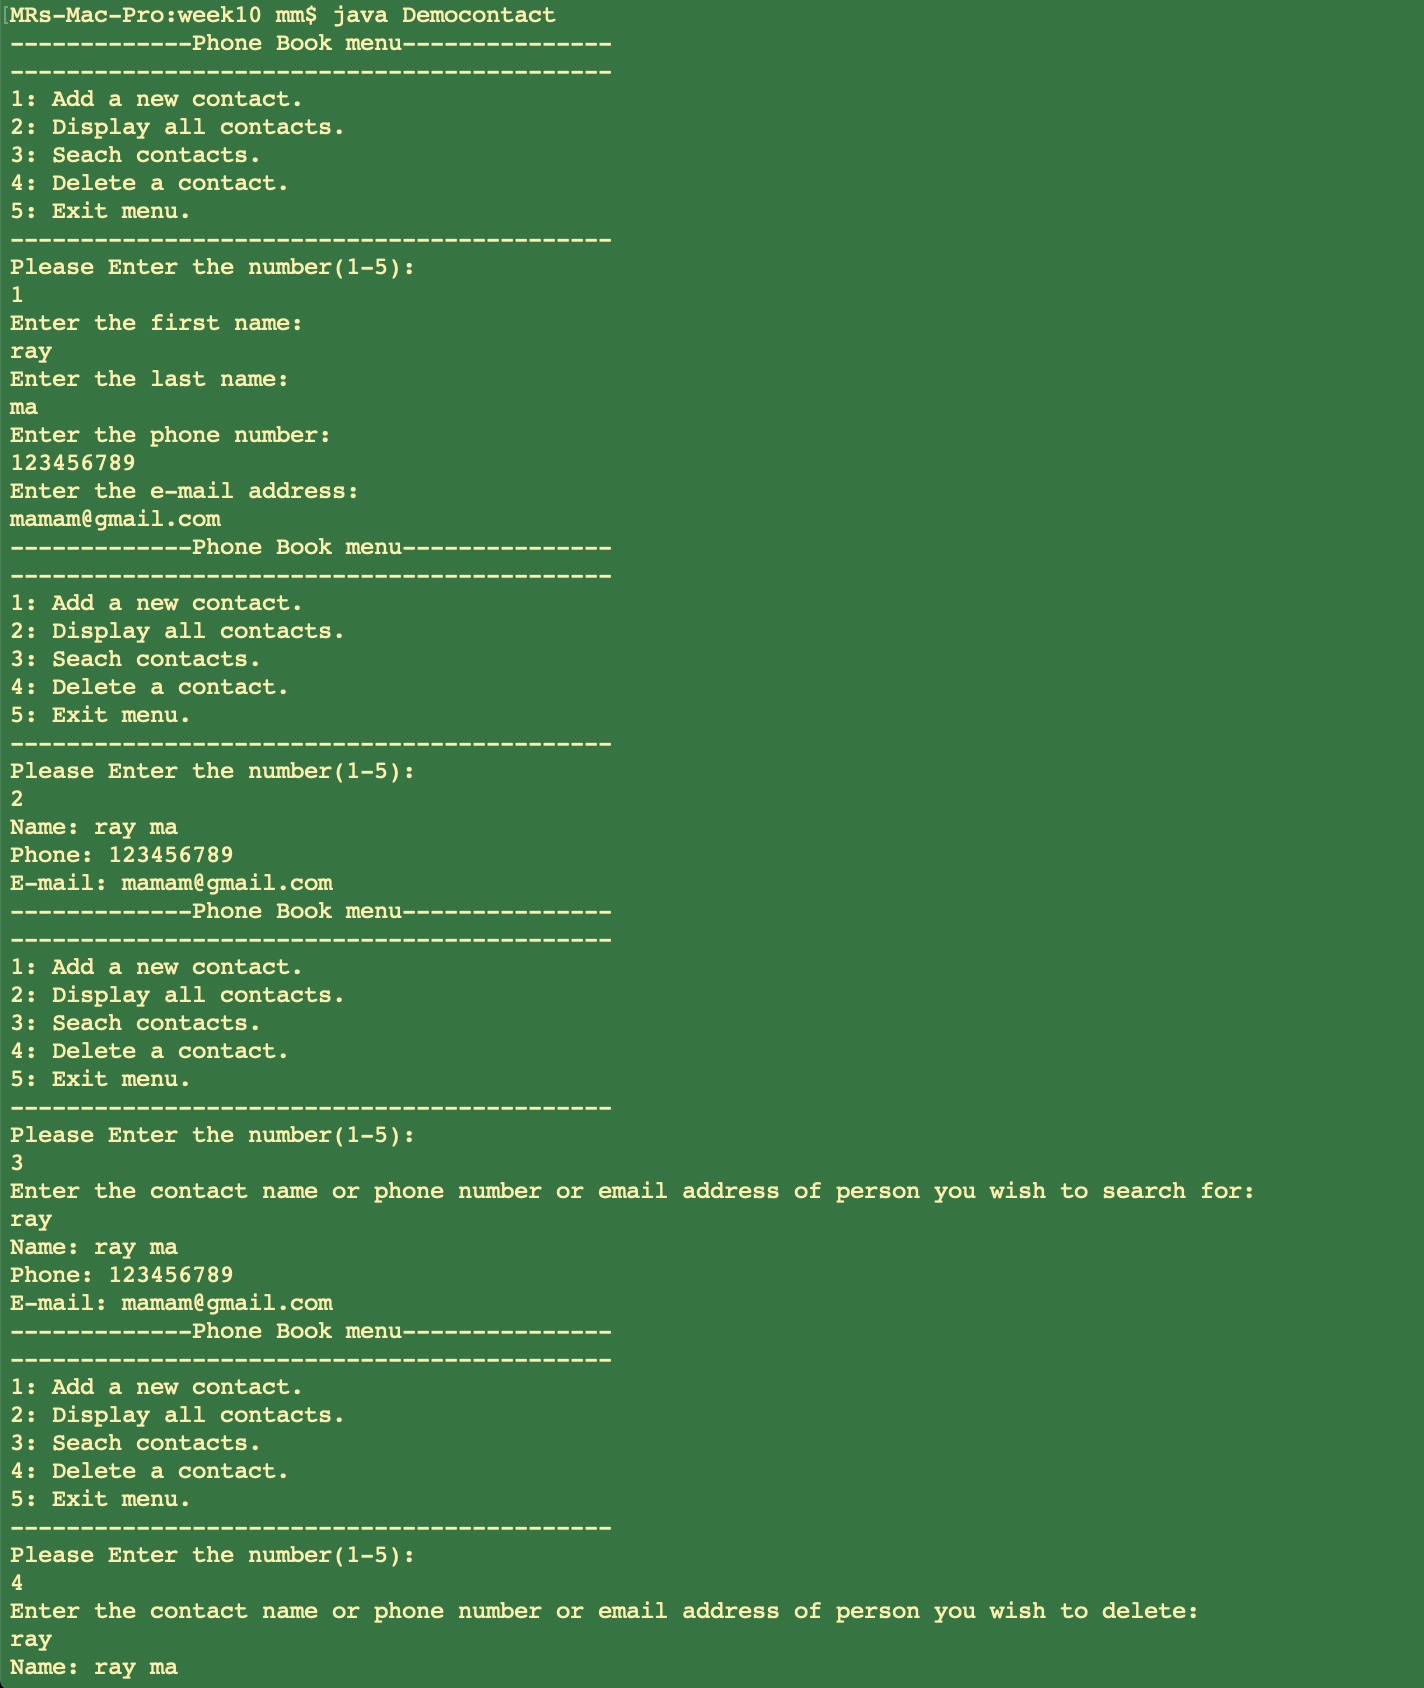 [MRs-Mac-Pro:week10 mm$ java Democontact
-------------Phone Book menu---------------
-------------------------------------------
1: Add a new contact.
2: Display all contacts.
3: Seach contacts.
4: Delete a contact.
5: Exit menu.
-------------------------------------------
Please Enter the number(1-5):
1
Enter the first name:
ray
Enter the last name:
ma
Enter the phone number:
123456789
Enter the e-mail address:
mamam@gmail.com
-------------Phone Book menu---------------
-------------------------------------------
1: Add a new contact.
2: Display all contacts.
3: Seach contacts.
4: Delete a contact.
5: Exit menu.
-------------------------------------------
Please Enter the number(1-5):
2
Name: ray ma
Phone: 123456789
E-mail: mamam@gmail.com
-------------Phone Book menu---------------
-------------------------------------------
1: Add a new contact.
2: Display all contacts.
3: Seach contacts.
4: Delete a contact.
5: Exit menu.
-------------------------------------------
Please Enter the number(1-5):
3
Enter the contact name or phone number or email address of person you wish to search for:
ray
Name: ray ma
Phone: 123456789
E-mail: mamam@gmail.com
-------------Phone Book menu---------------
-------------------------------------------
1: Add a new contact.
2: Display all contacts.
3: Seach contacts.
4: Delete a contact.
5: Exit menu.
-------------------------------------------
Please Enter the number(1-5):
4
Enter the contact name or phone number or email address of person you wish to delete:
ray
Name: ray ma